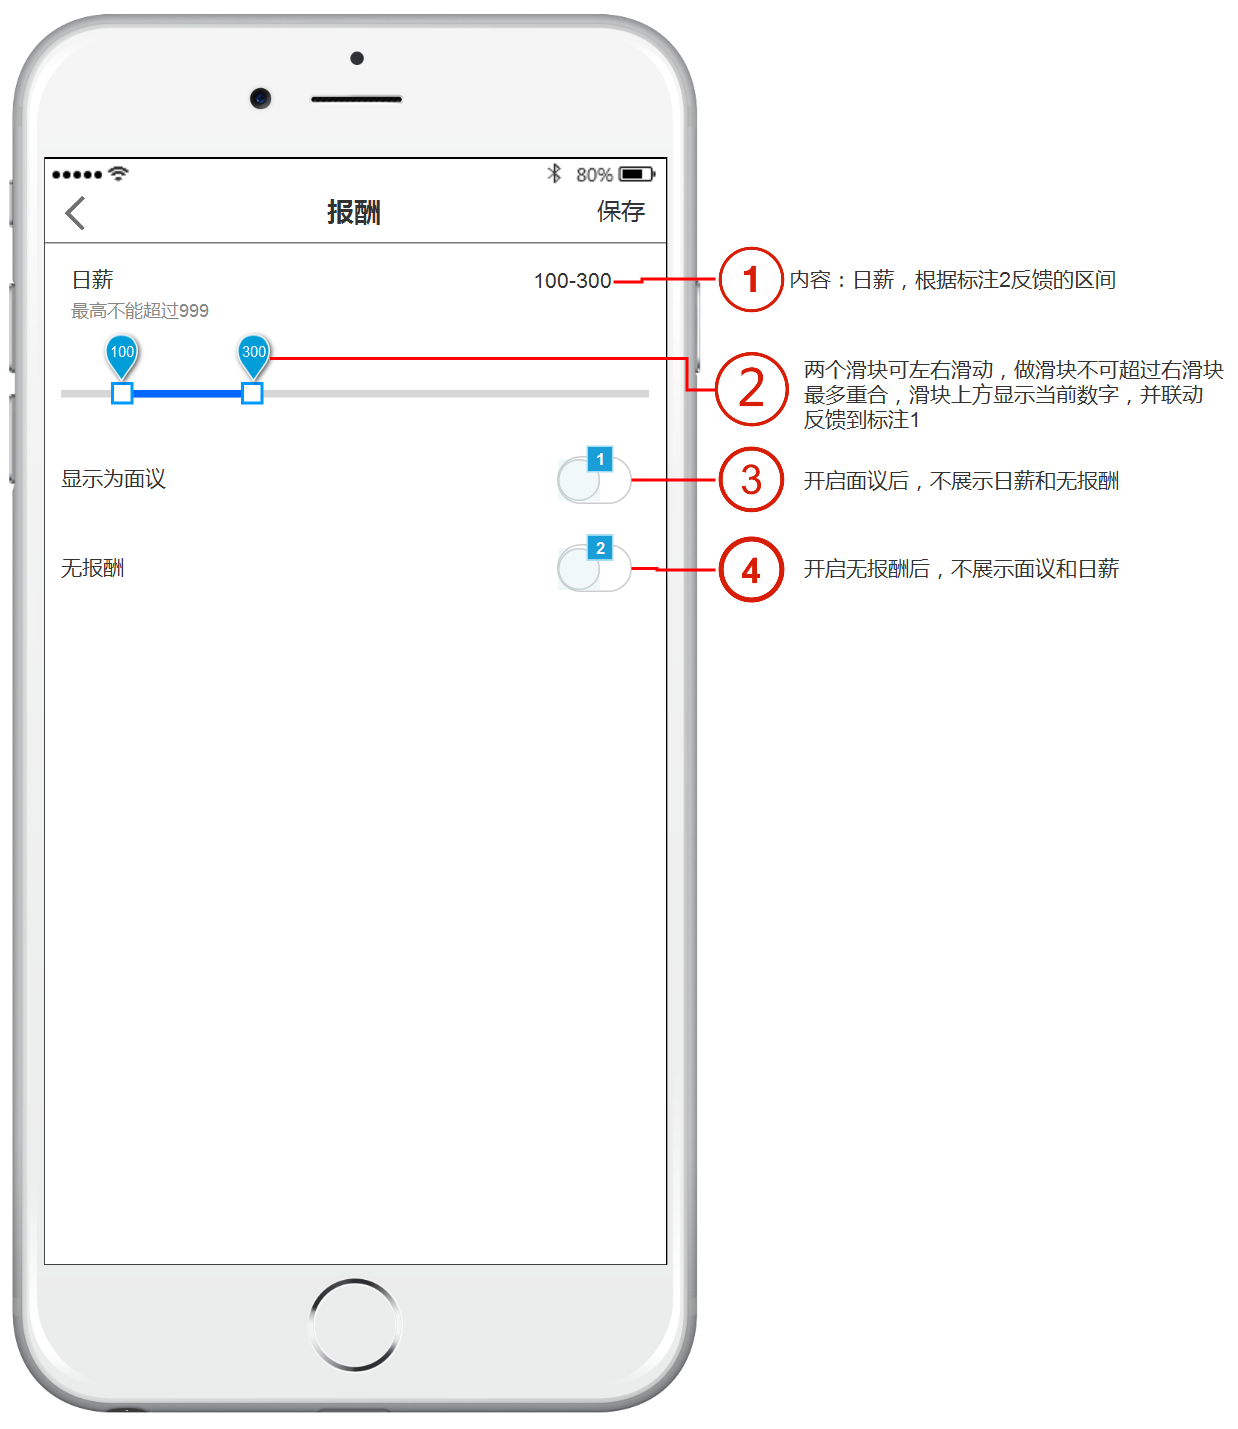 80%
报酬
保存
日薪
100-300
最高不能超过999
100
300
显示为面议
1
无报酬
2
1
内容：日薪，根据标注2反馈的区间
2
两个滑块可左右滑动，做滑块不可超过右滑块
最多重合，滑块上方显示当前数字，并联动
反馈到标注1
3
开启面议后，不展示日薪和无报酬
4
开启无报酬后，不展示面议和日薪